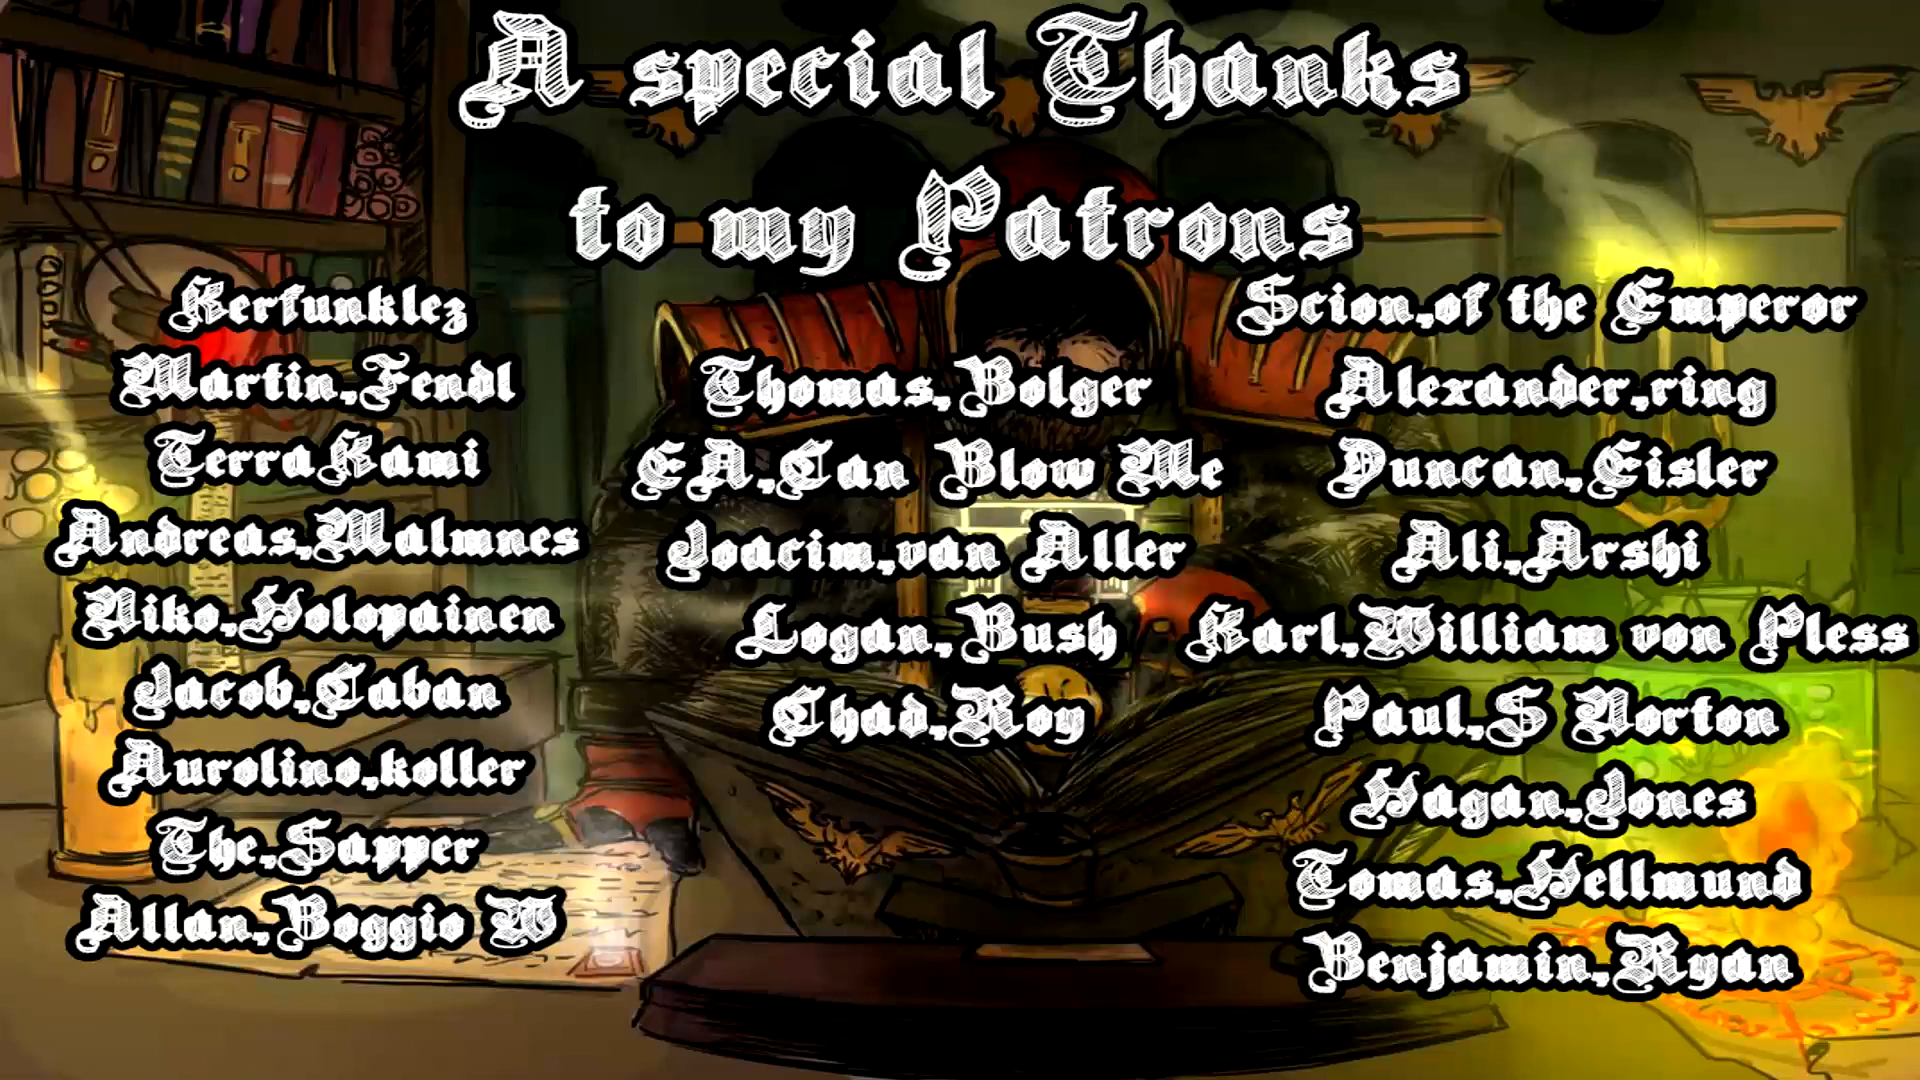 A special Thanks
to my Patrons
Kerfunklez
Martin,Fendl
TerraKami
Andreas,Malmnes
Niko,Holopainen
Jacob,Caban
Aurolino,koller
The,Sapper
Allan,Boggio W
Thomas,Bolger
EA,Can Blow Me
Joacim,van Aller
Logan,Bush
Chad,Roy
Scion,of the Emperor
Alexander,ring
Duncan,Eisler
Ali,Arshi
Karl,William von Pless
Paul,S Norton
Hagan,Jones
Tomas,Hellmund
Benjamin,Ryan